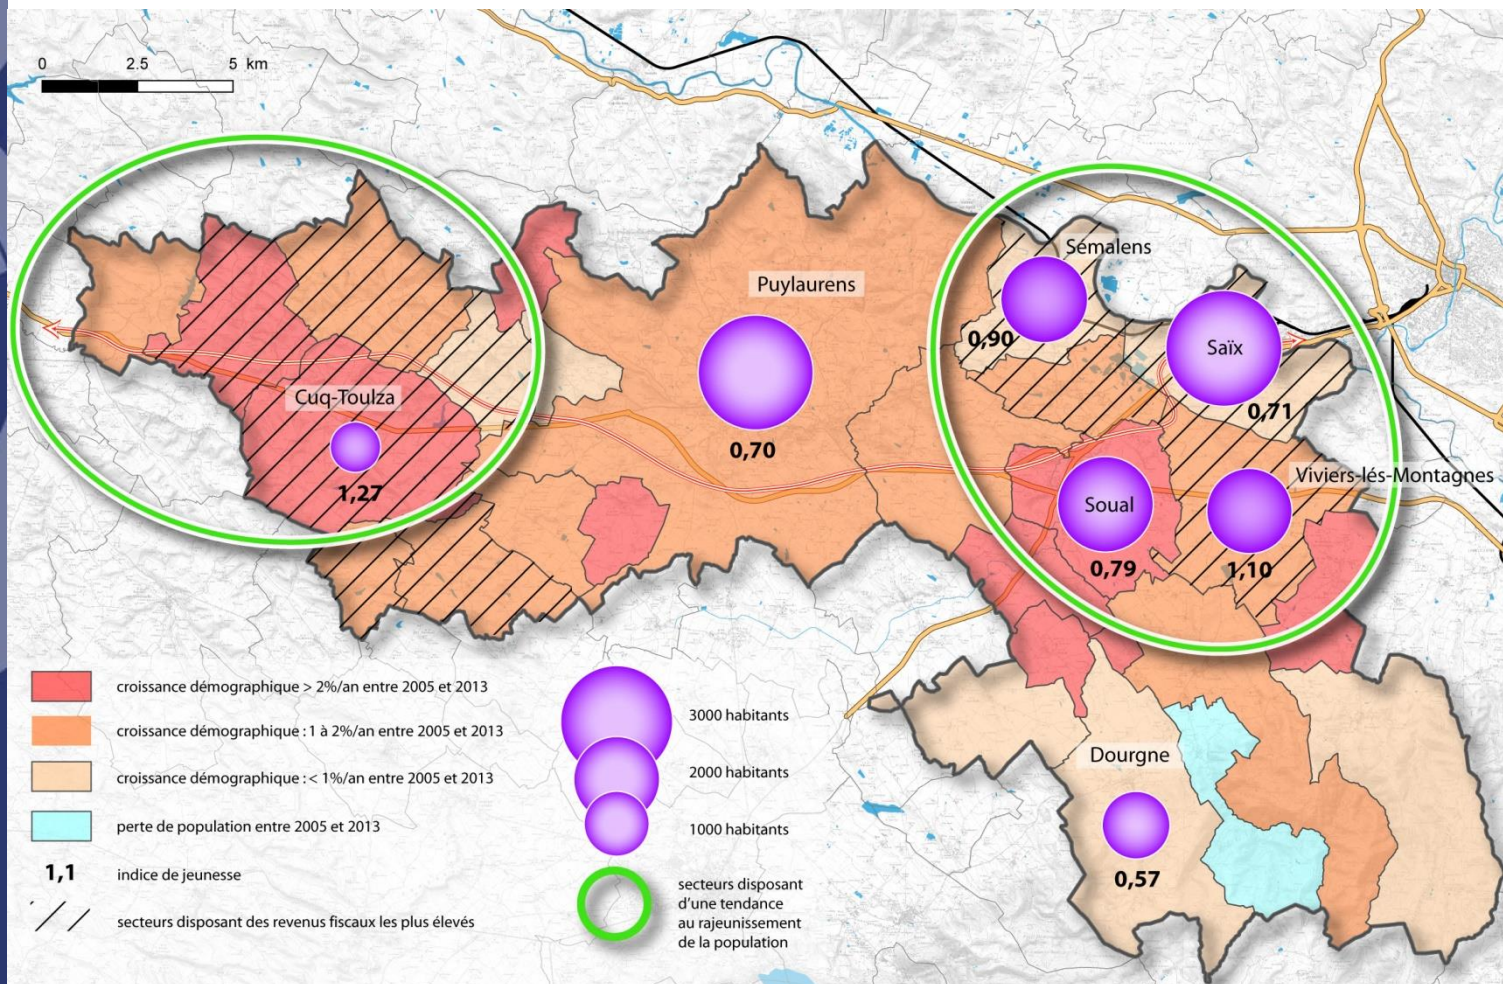 0 2.5 5 km
Sémalens
Puylaurens
0,90
Saïx
Cuq-Toulza
0,71
0,70
Viviers-lés-Montagnes
1,27
Soual
0,79
1,10
croissance démographique > 2%/an entre 2005 et 2013
croissance démographique : 1 à 2%/an entre 2005 et 2013
croissance démographique : < 1%/an entre 2005 et 2013
perte de population entre 2005 et 2013
1,1 indice de jeunesse
secteurs disposant des revenus fiscaux les plus élevés
3000 habitants
2000 habitants
1000 habitants
secteurs disposant
d'une tendance
au rajeunissement
de la population
Dourgne
0,57